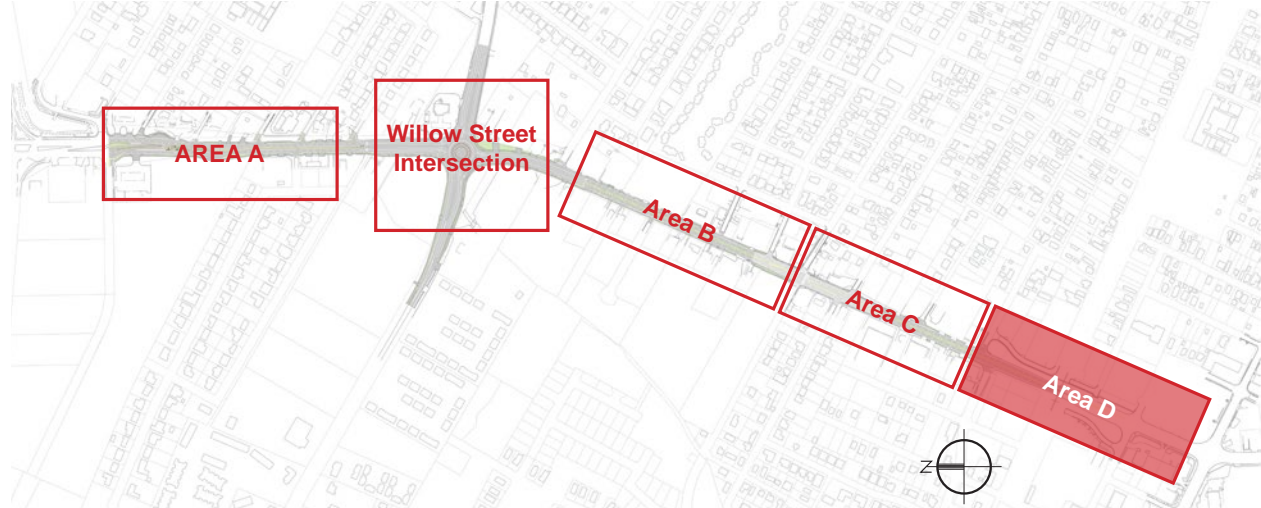 AREA A
Willow Street
Intersection
Area B
Area C
Area D
N